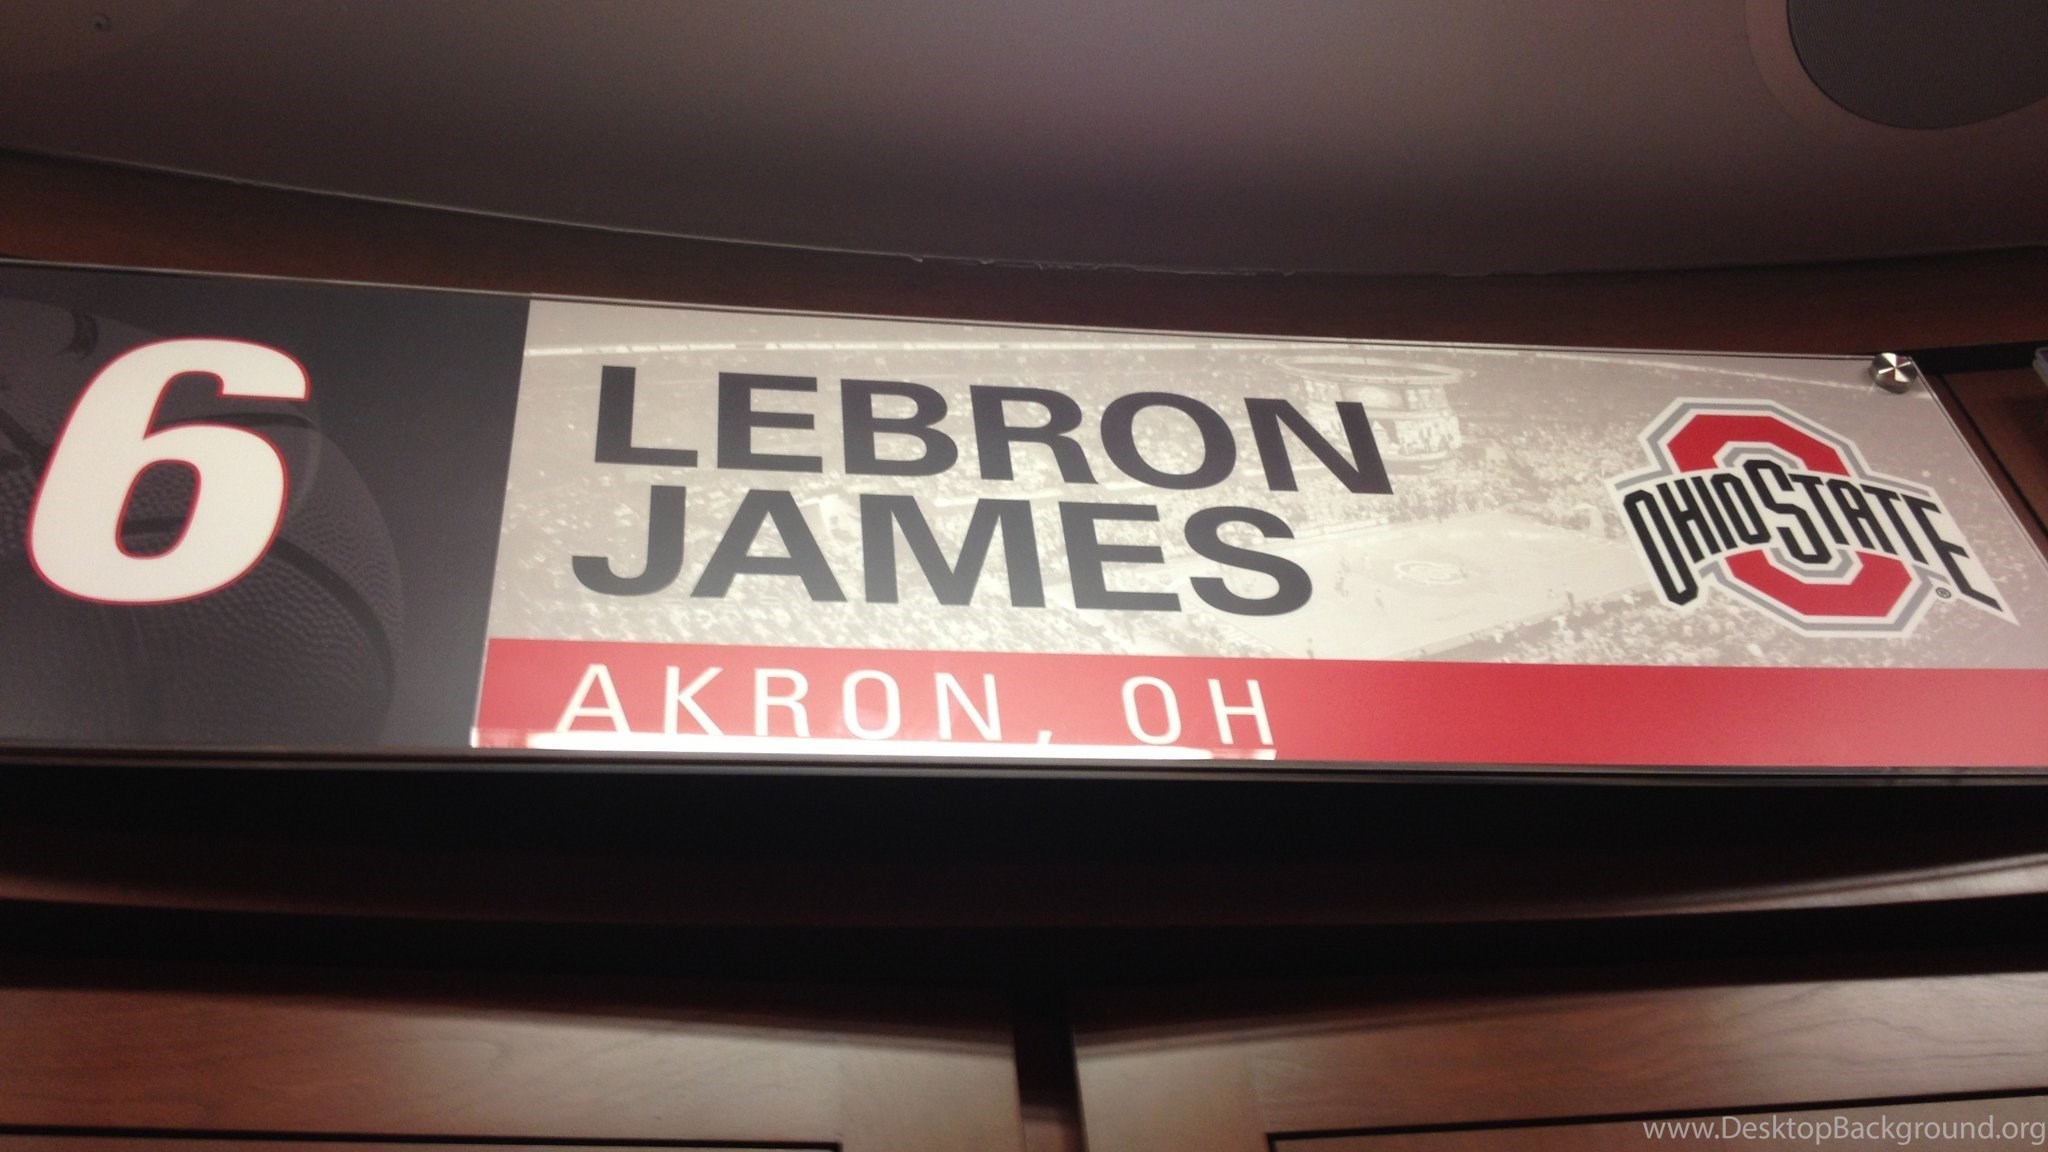 6
LEBRON
JAMES
OHIO STATE
®
AKRON, OH
www.DesktopBackground.org